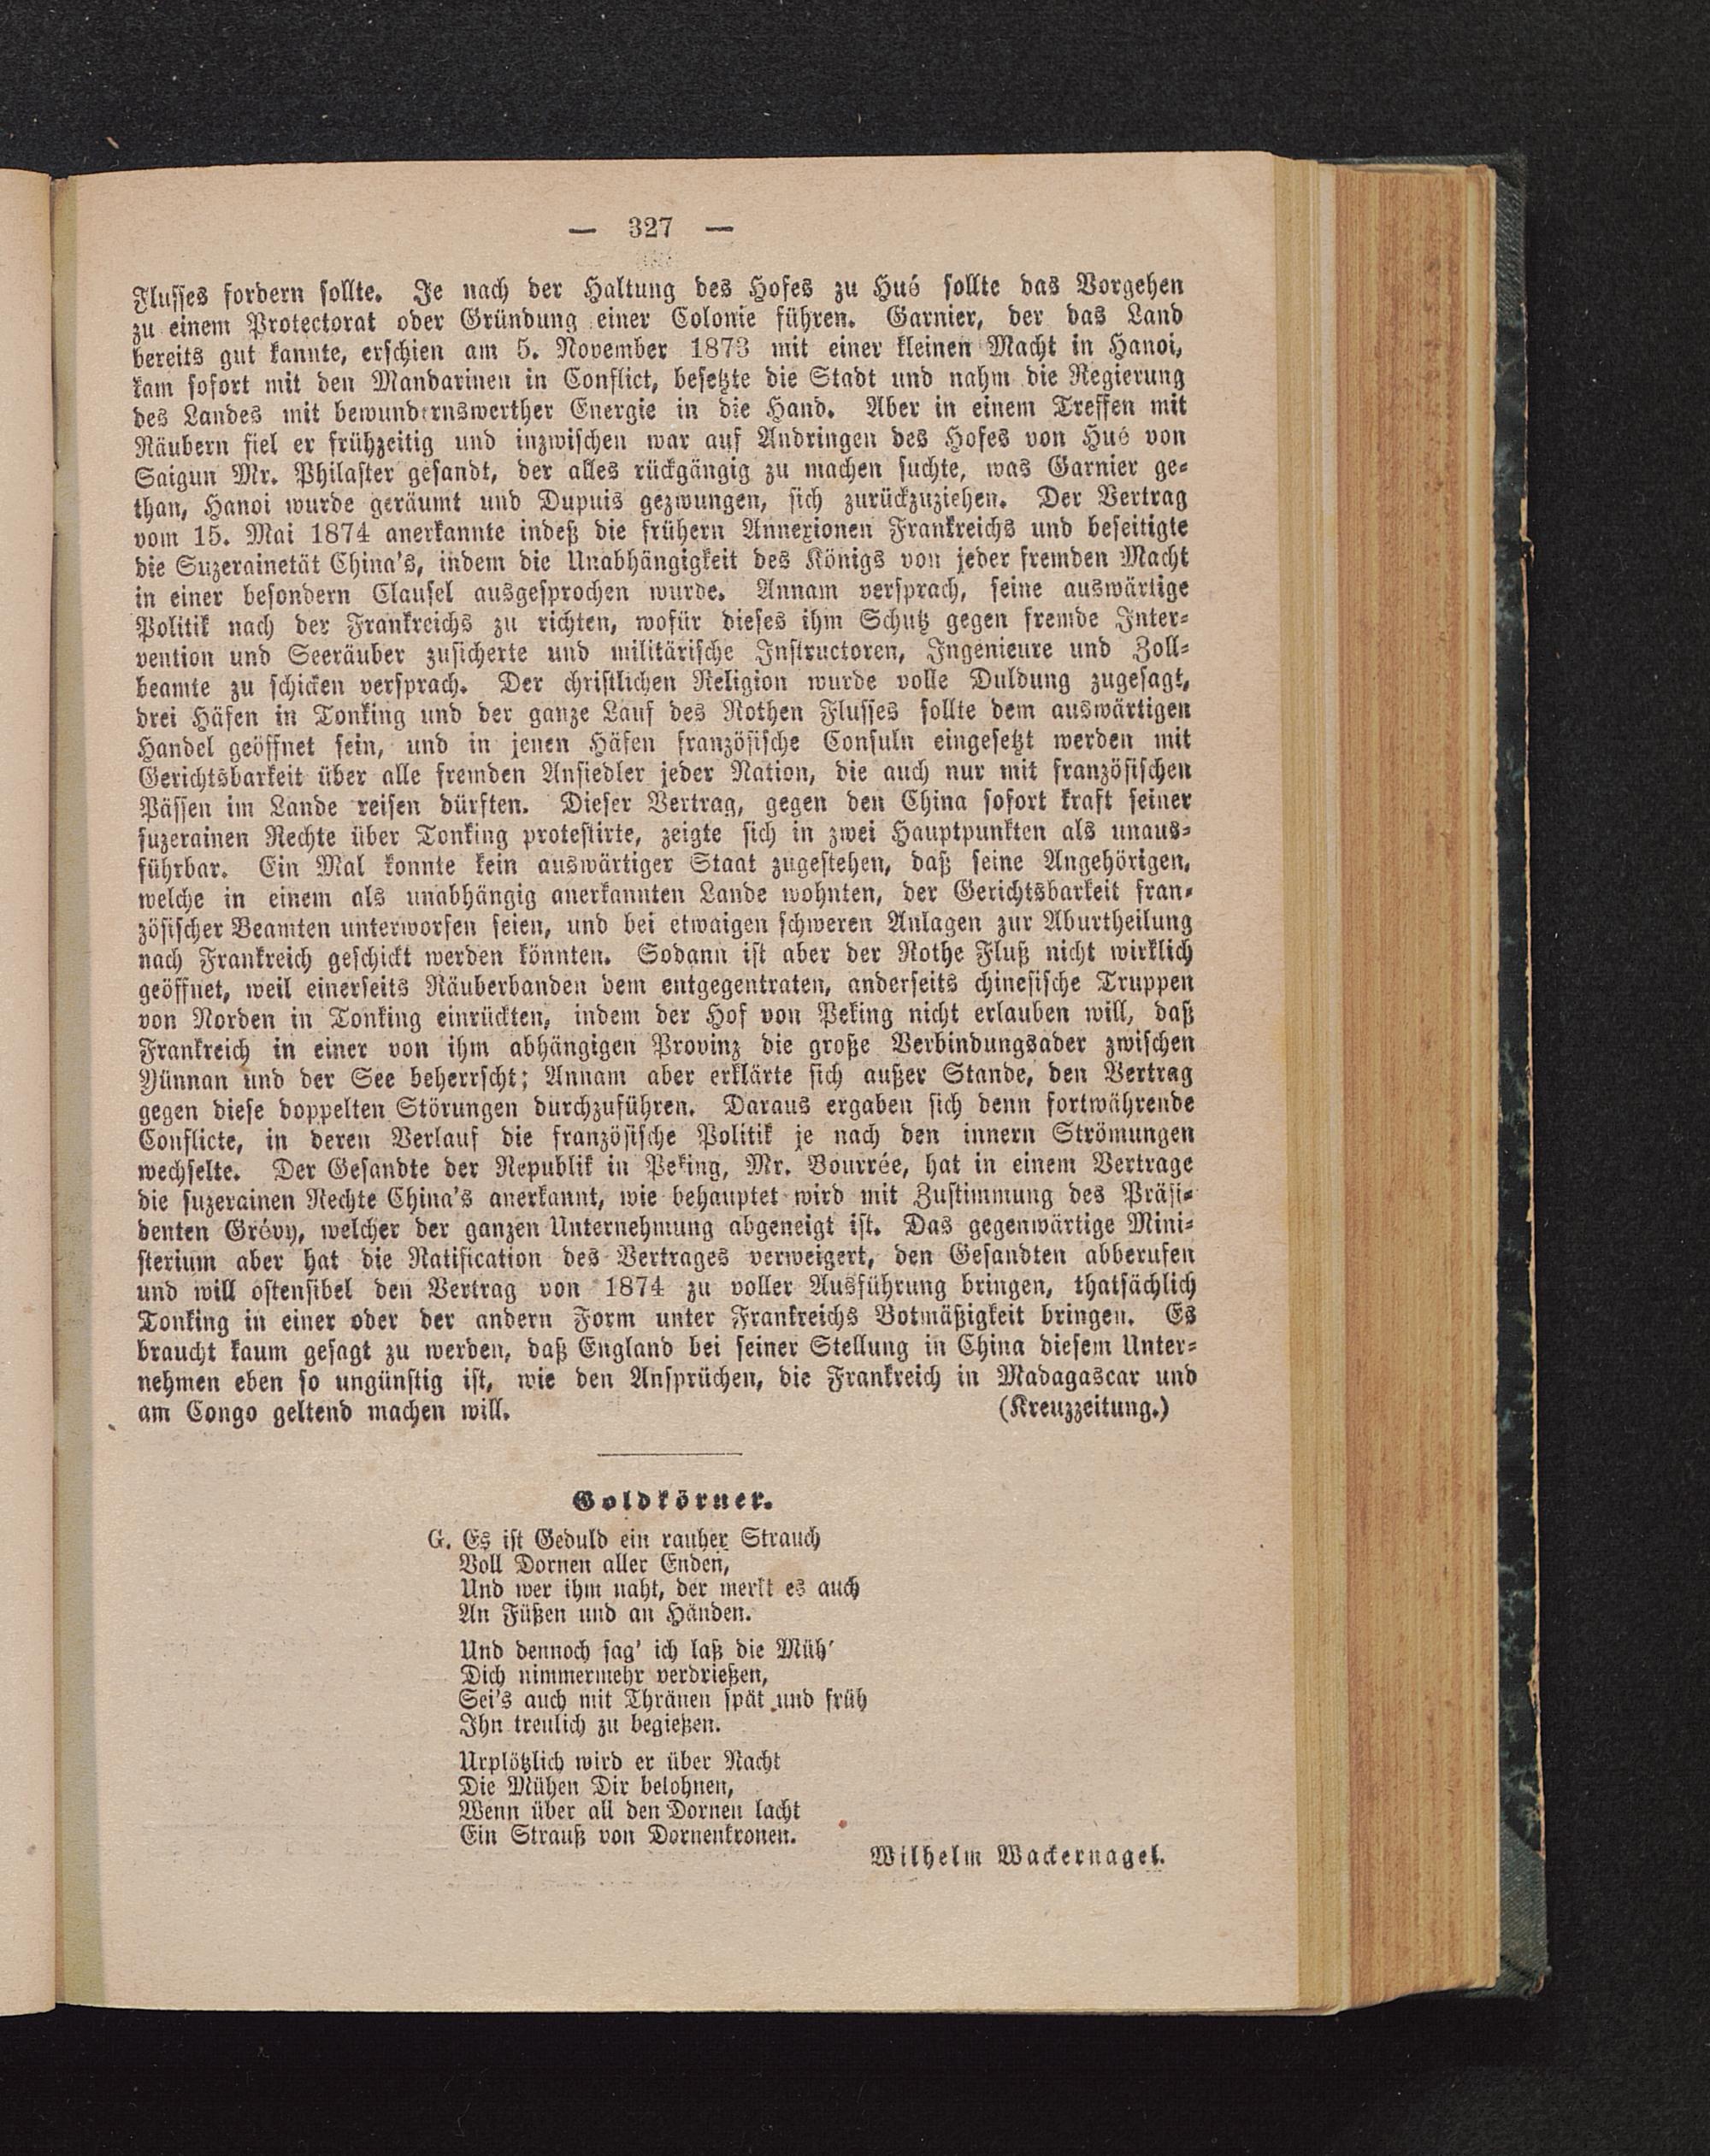 — 327 —
Flusses fordern sollte. Je nach der Haltung des Hofes zu Hué sollte das Vorgehen
zu einem Protectorat oder Gründung einer Colonie führen. Garnier, der das Land
bereits gut kannte, erschien am 5. November 1873 mit einer kleinen Macht in Hanoi,
kam sofort mit den Mandarinen in Conflict, besetzte die Stadt und nahm die Regierung
des Landes mit bewundernswerther Energie in die Hand. Aber in einem Treffen mit
Räubern fiel er frühzeitig und inzwischen war auf Andringen des Hofes von Hué von
Saigun Mr. Philaster gesandt, der alles rückgängig zu machen suchte, was Garnier ge-
than, Hanoi wurde geräumt und Dupuis gezwungen, sich zurückzuziehen. Der Vertrag
vom 15. Mai 1874 anerkannte indeß die frühern Annexionen Frankreichs und beseitigte
die Suzerainetät China's, indem die Unabhängigkeit des Königs von jeder fremden Macht
in einer besondern Clausel ausgesprochen wurde. Annam versprach, seine auswärtige
Politik nach der Frankreichs zu richten, wofür dieses ihm Schutz gegen fremde Inter-
vention und Seeräuber zusicherte und militärische Instructoren, Ingenieure und Zoll-
beamte zu schicken versprach. Der christlichen Religion wurde volle Duldung zugesagt,
drei Häfen in Tonking und der ganze Lauf des Rothen Flusses sollte dem auswärtigen
Handel geöffnet sein, und in jenen Häfen französische Consuln eingesetzt werden mit
Gerichtsbarkeit über alle fremden Ansiedler jeder Nation, die auch nur mit französischen
Pässen im Lande reisen dürften. Dieser Vertrag, gegen den China sofort kraft seiner
suzerainen Rechte über Tonking protestirte, zeigte sich in zwei Hauptpunkten als unaus-
führbar. Ein Mal konnte kein auswärtiger Staat zugestehen, daß seine Angehörigen,
welche in einem als unabhängig anerkannten Lande wohnten, der Gerichtsbarkeit fran-
zösischer Beamten unterworfen seien, und bei etwaigen schweren Anlagen zur Aburtheilung
nach Frankreich geschickt werden könnten. Sodann ist aber der Rothe Fluß nicht wirklich
geöffnet, weil einerseits Räuberbanden dem entgegentraten, anderseits chinesische Truppen
von Norden in Tonking einrückten, indem der Hof von Peking nicht erlauben will, daß
Frankreich in einer von ihm abhängigen Provinz die große Verbindungsader zwischen
Yünnan und der See beherrscht; Annam aber erklärte sich außer Stande, den Vertrag
gegen diese doppelten Störungen durchzuführen. Daraus ergaben sich denn fortwährende
Conflicte, in deren Verlauf die französische Politik je nach den innern Strömungen
wechselte. Der Gesandte der Republik in Peking, Mr. Bourrée, hat in einem Vertrage
die suzerainen Rechte China's anerkannt, wie behauptet wird mit Zustimmung des Präsi-
denten Grévy, welcher der ganzen Unternehmung abgeneigt ist. Das gegenwärtige Mini-
sterium aber hat die Ratification des Vertrages verweigert, den Gesandten abberufen
und will ostensibel den Vertrag von 1874 zu voller Ausführung bringen, thatsächlich
Tonking in einer oder der andern Form unter Frankreichs Botmäßigkeit bringen. Es
braucht kaum gesagt zu werden, daß England bei seiner Stellung in China diesem Unter-
nehmen eben so ungünstig ist, wie den Ansprüchen, die Frankreich in Madagascar und
am Congo geltend machen will. (Kreuzzeitung.)
Goldkörner.
G. Es ist Geduld ein rauher Strauch
Voll Dornen aller Enden,
Und wer ihm naht, der merkt es auch
An Füßen und an Händen.
Und dennoch sag' ich laß die Müh'
Dich nimmermehr verdrießen,
Sei's auch mit Thränen spät und früh
Ihn treulich zu begießen.
Urplötzlich wird er über Nacht
Die Mühen Dir belohnen,
Wenn über all den Dornen lacht
Ein Strauß von Dornenkronen.
Wilhelm Wackernagel.